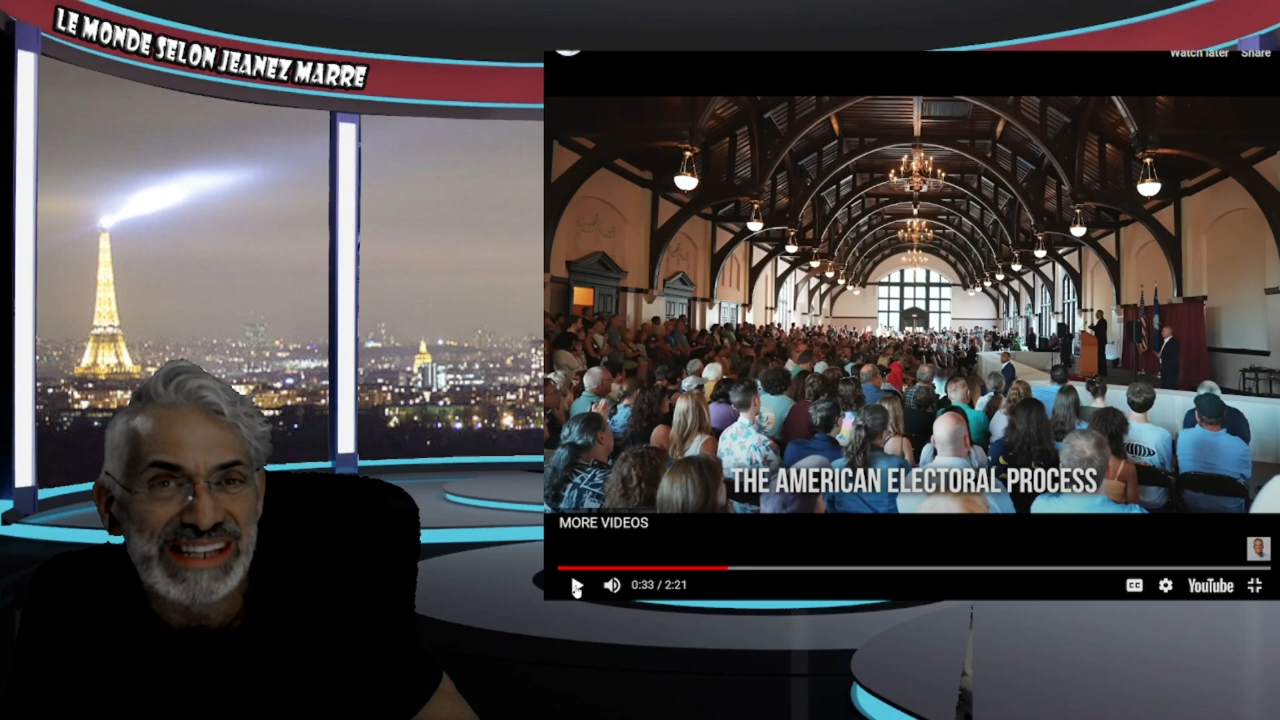 LE MONDE SELON JEANEZ MARRE
Watch later Share
THE AMERICAN ELECTORAL PROCESS
MORE VIDEOS
0:33 / 2:21
CC
YouTube